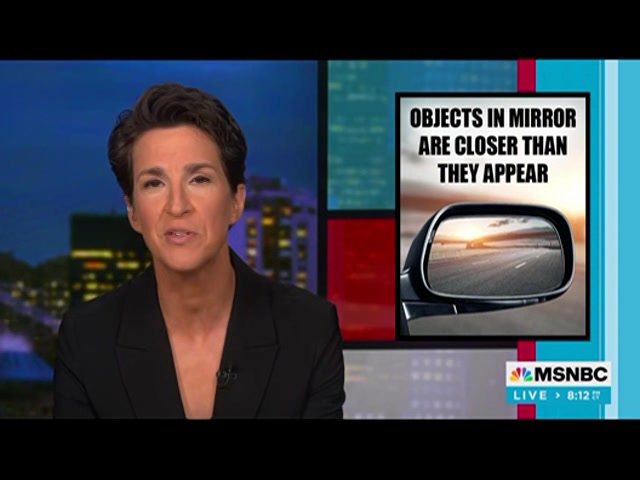 OBJECTS IN MIRROR
ARE CLOSER THAN
THEY APPEAR
MSNBC
LIVE > 8:12